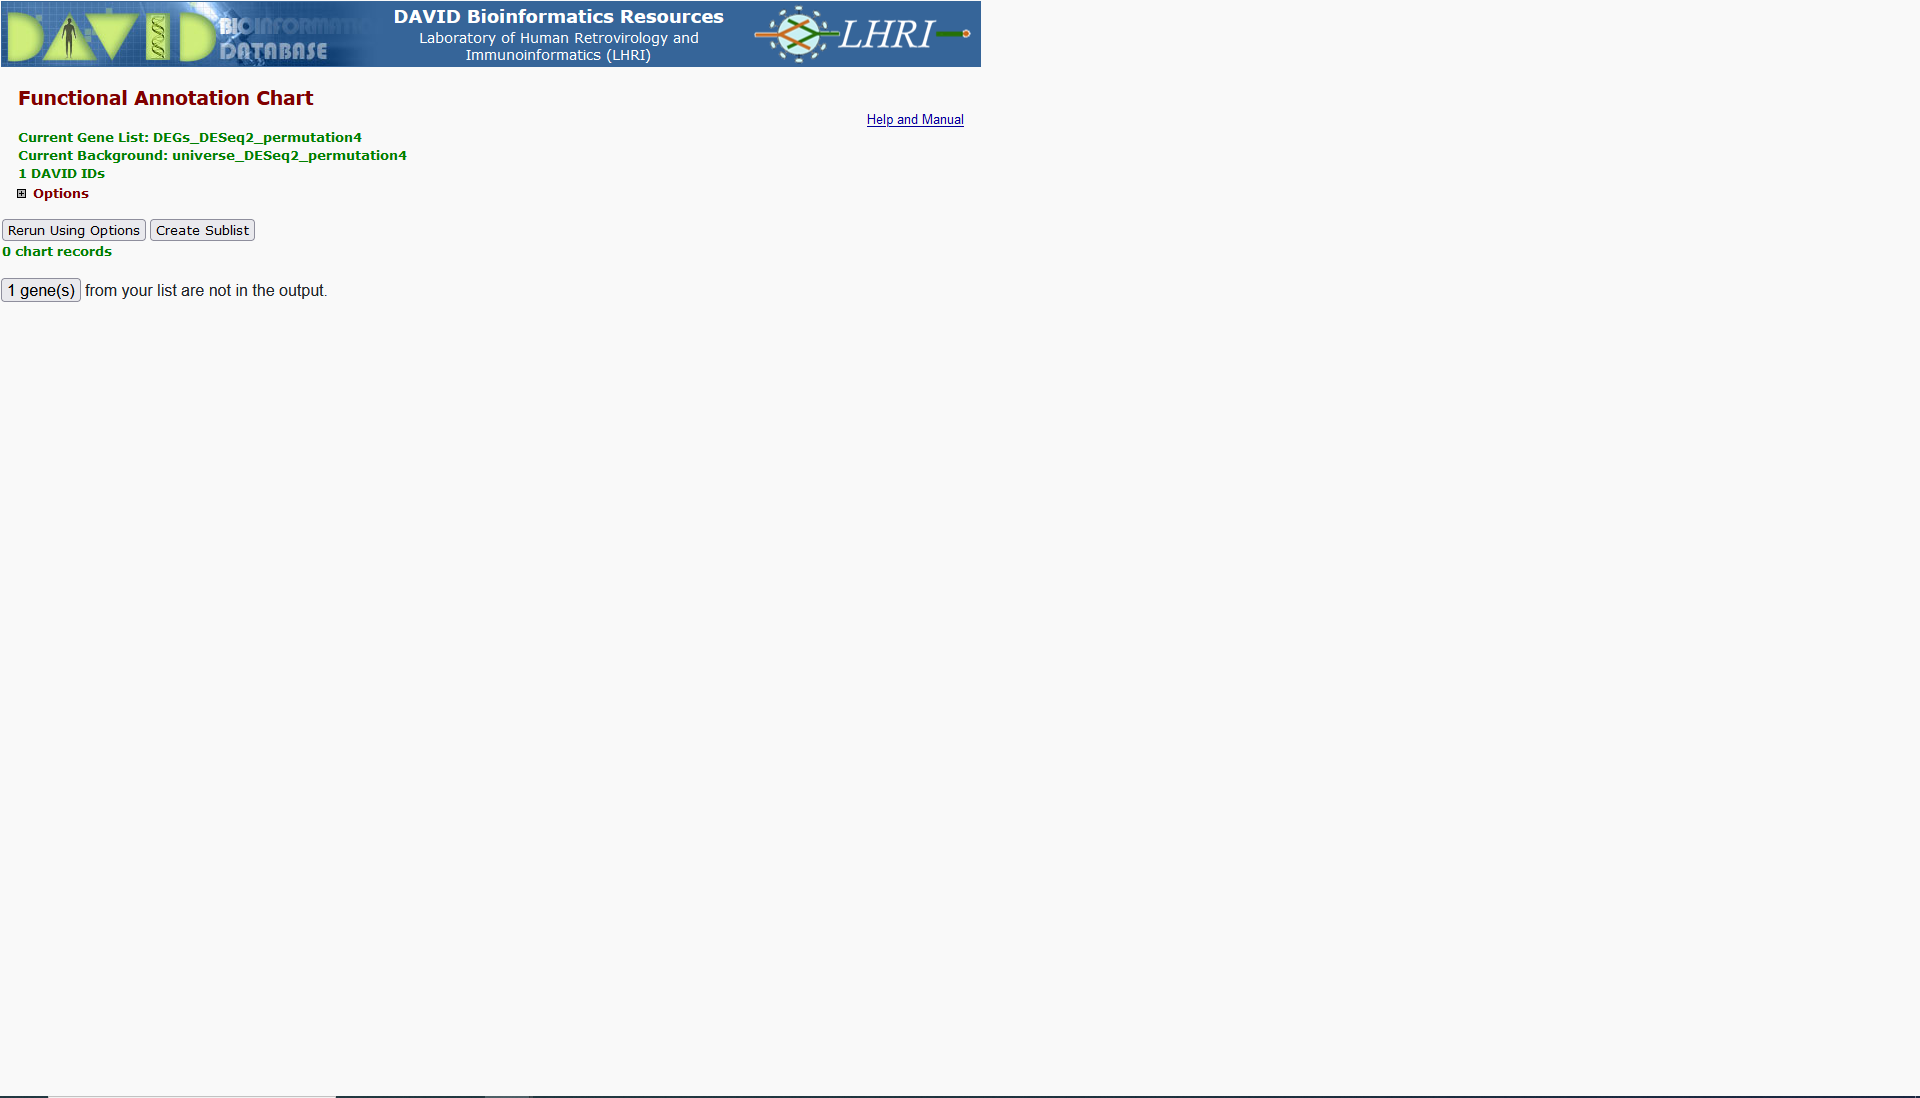 DAVID BIOINFORMATICS
DATABASE
DAVID Bioinformatics Resources
Laboratory of Human Retrovirology and
Immunoinformatics (LHRI)
LHRI
Functional Annotation Chart
Help and Manual
Current Gene List: DEGs_DESeq2_permutation4
Current Background: universe_DESeq2_permutation4
1 DAVID IDs
Options
Rerun Using Options Create Sublist
0 chart records
1 gene(s) from your list are not in the output.